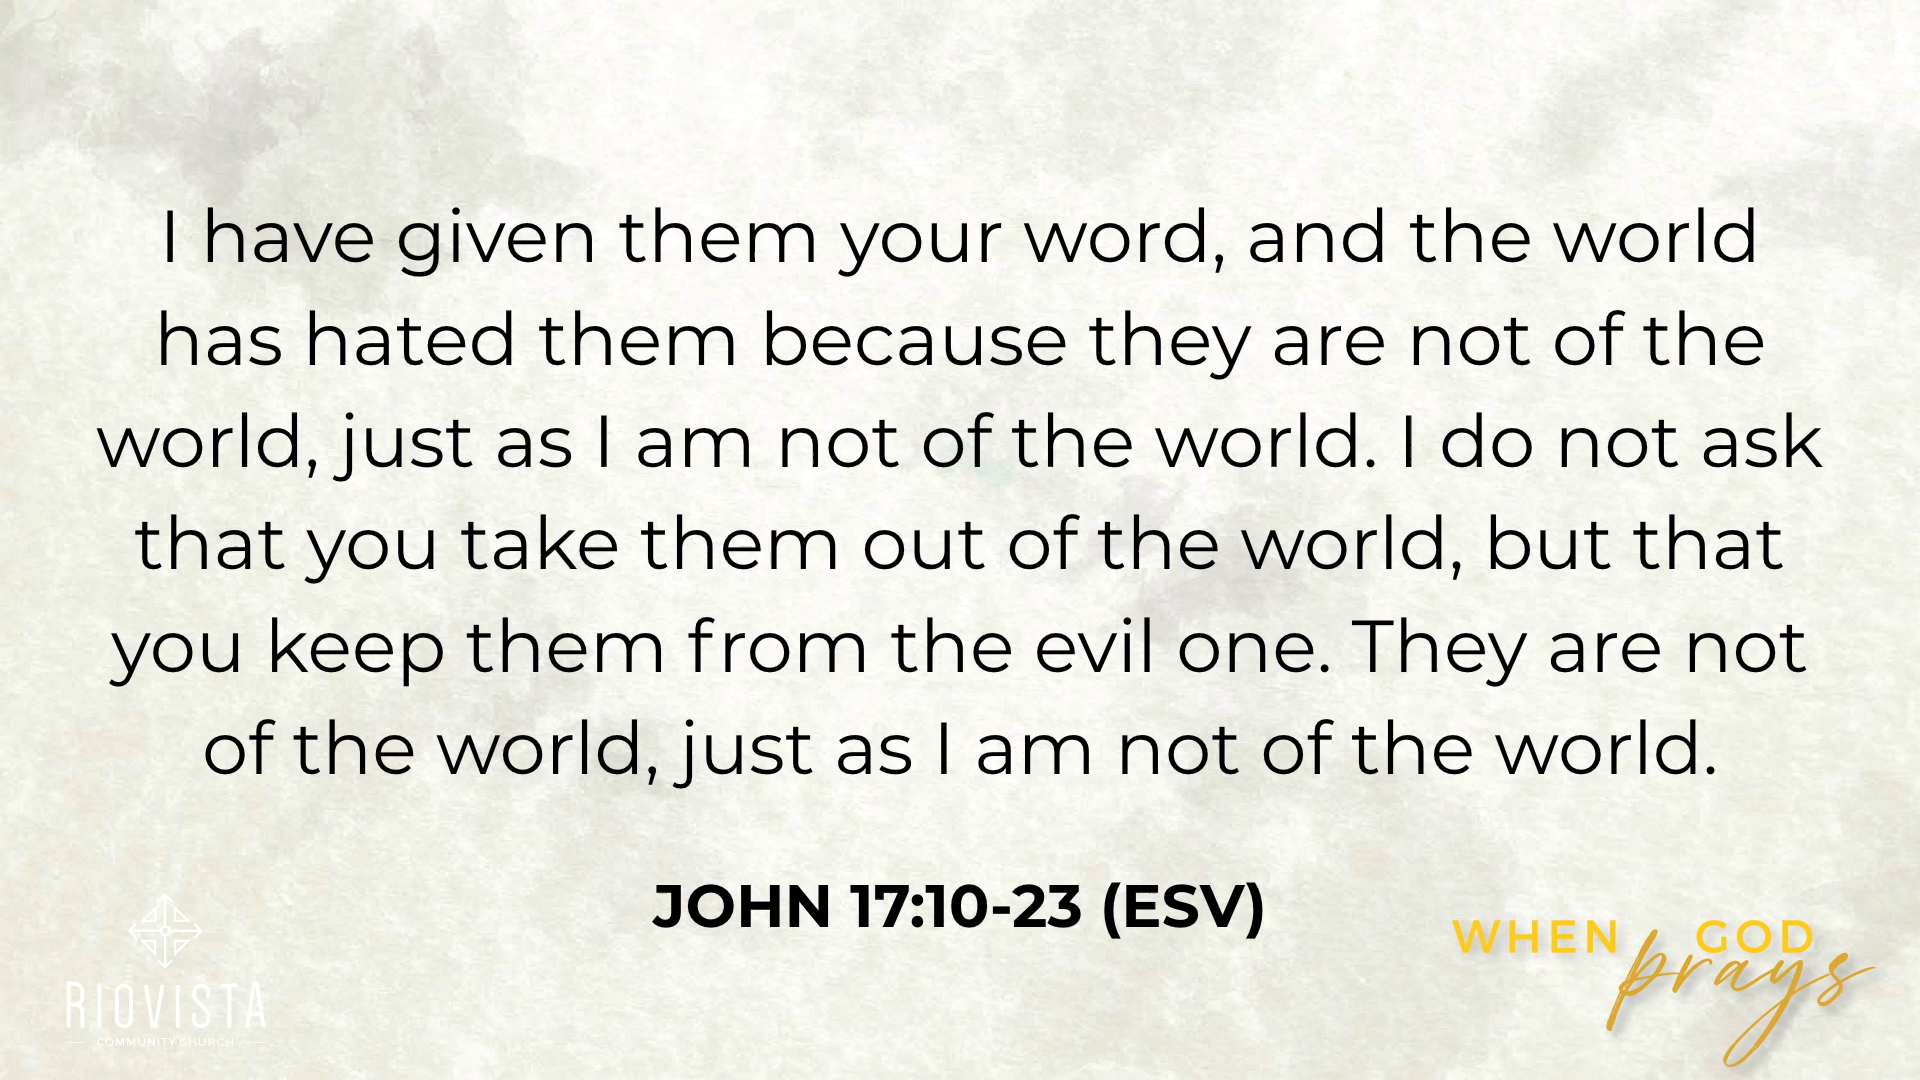 I have given them your word, and the world
has hated them because they are not of the
world, just as I am not of the world. I do not ask
that you take them out of the world, but that
you keep them from the evil one. They are not
of the world, just as I am not of the world.
JOHN 17:10-23 (ESV)
WHEN GOD
prays
RIOVISTA
COMMUNITY CHURCH